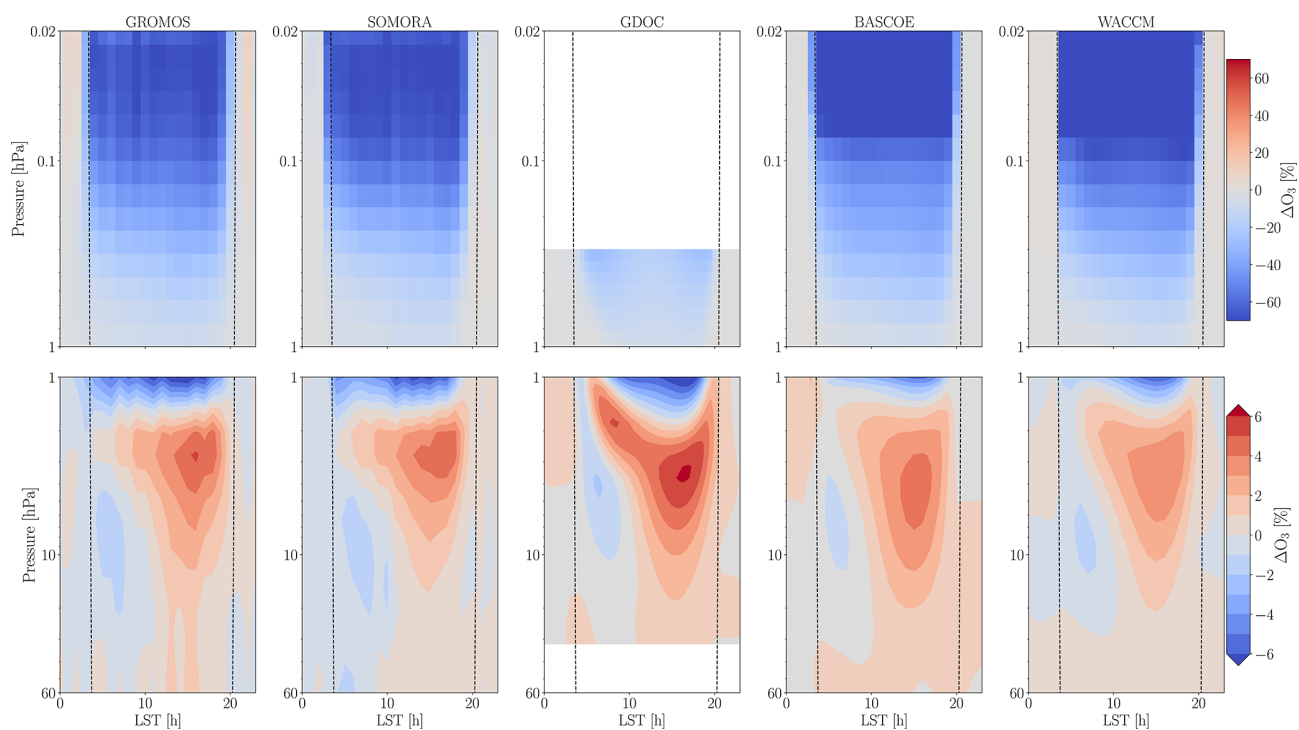 GROMOS SOMORA GDOC BASCOE WACCM
0.02 0.02 0.02 0.02 0.02
60
40
20
0.1 0.1 0.1 0.1 0.1
0
−20
−40
−60
Pressure [hPa]
ΔO₃ [%]
1 1 1 1 1
1 1 1 1 1
6
4
2
0
−2
−4
−6
10 10 10 10 10
Pressure [hPa]
ΔO₃ [%]
60 60 60 60 60
0 10 20 0 10 20 0 10 20 0 10 20 0 10 20
LST [h] LST [h] LST [h] LST [h] LST [h]